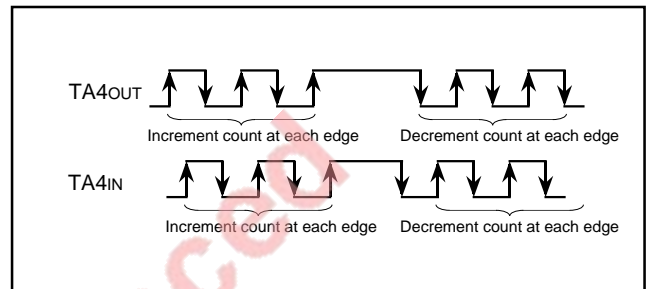 TA4OUT
Increment count at each edge Decrement count at each edge
TA4IN
Increment count at each edge Decrement count at each edge